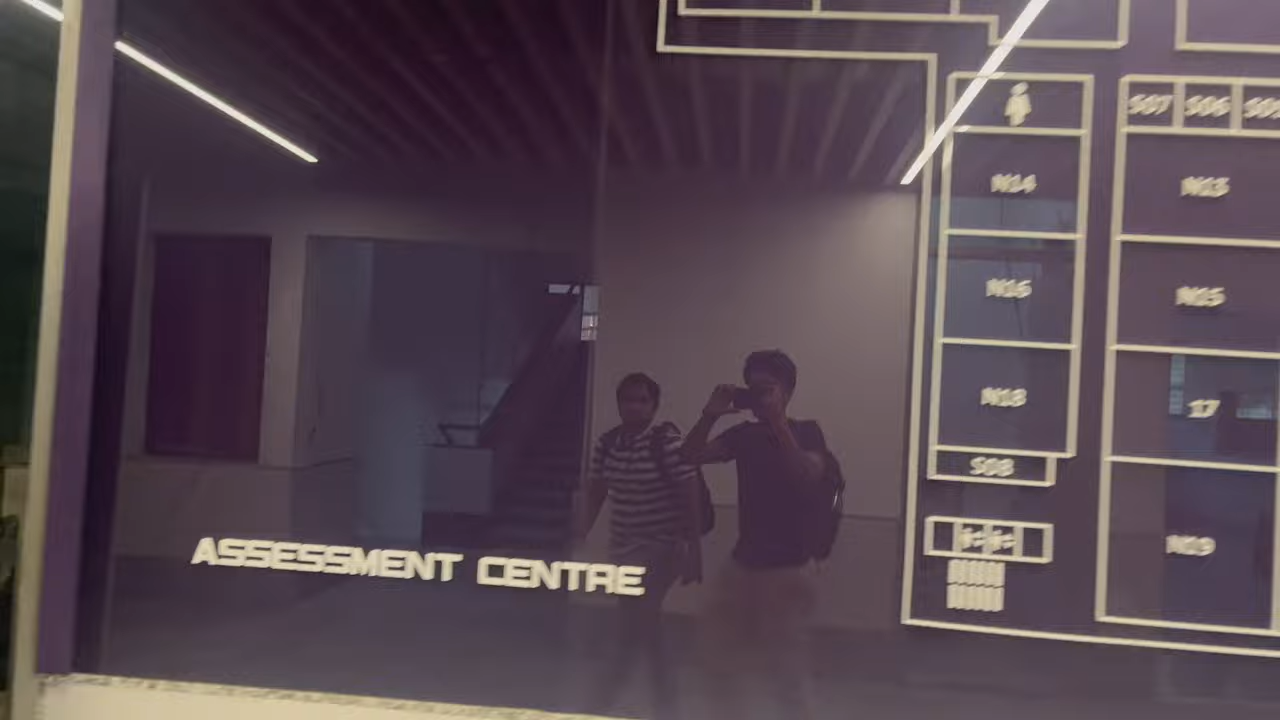 S07 S06
N14
N13
N16
N15
N18
17
S08
N19
ASSESSMENT CENTRE